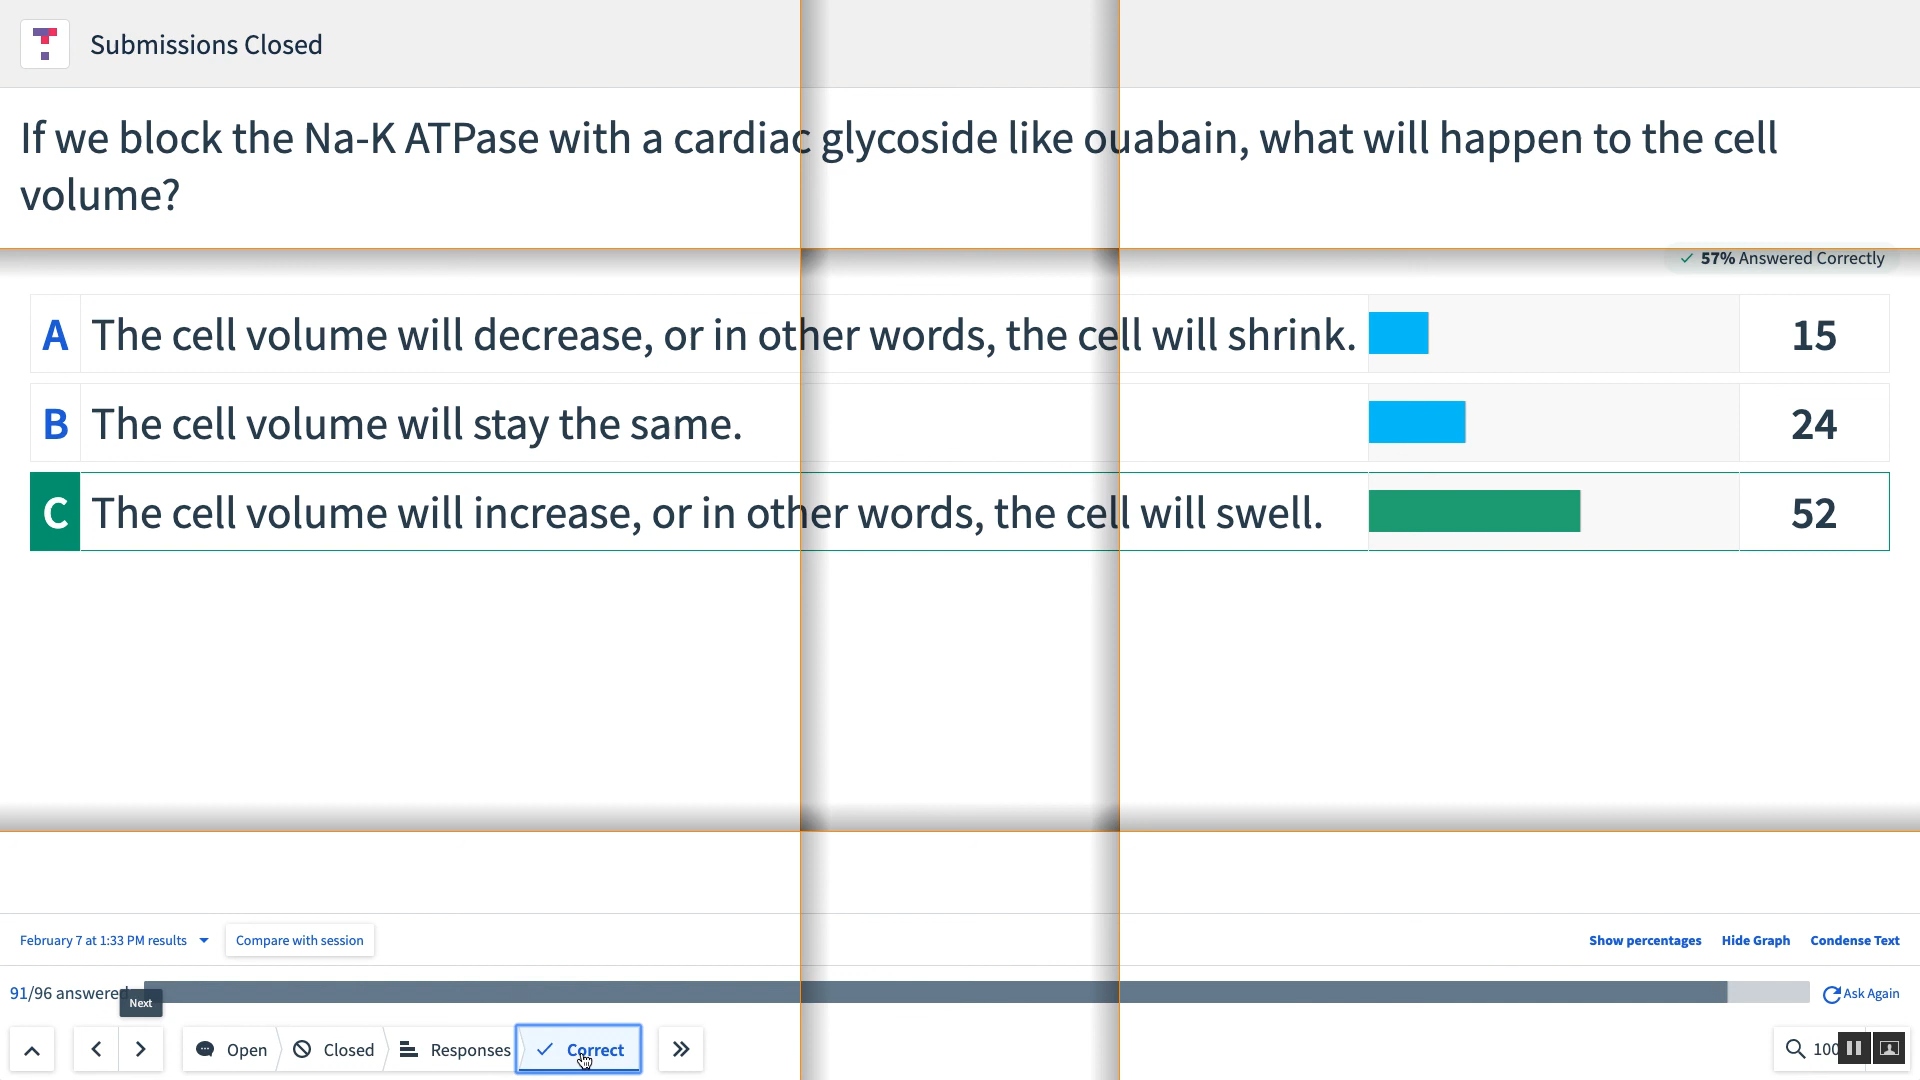 Submissions Closed
If we block the Na-K ATPase with a cardiac glycoside like ouabain, what will happen to the cell
volume?
57% Answered Correctly
A The cell volume will decrease, or in other words, the cell will shrink. 15
B The cell volume will stay the same. 24
C The cell volume will increase, or in other words, the cell will swell. 52
February 7 at 1:33 PM results Compare with session Show percentages Hide Graph Condense Text
91/96 answered Ask Again
Next
Open Closed Responses Correct 100